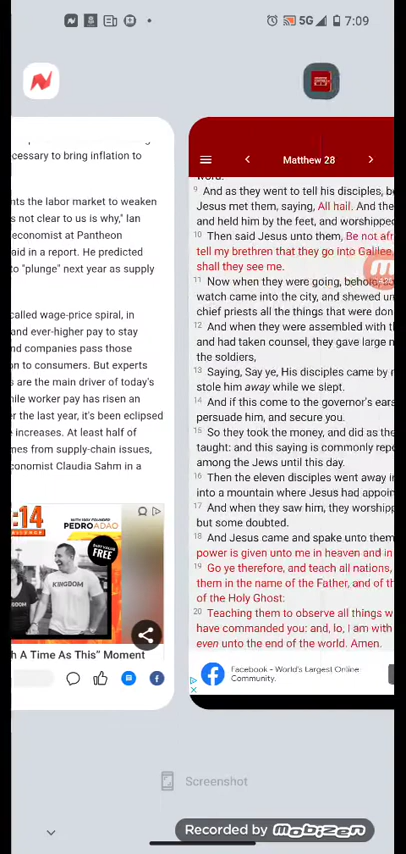 5G 7:09
ecessary to bring inflation to
nts the labor market to weaken
s not clear to us is why," Ian
economist at Pantheon
aid in a report. He predicted
o "plunge" next year as supply
called wage-price spiral, in
and ever-higher pay to stay
nd companies pass those
on to consumers. But experts
s are the main driver of today's
ile worker pay has risen an
er the last year, it's been eclipsed
increases. At least half of
mes from supply-chain issues,
conomist Claudia Sahm in a
:14
PEDRO ADAO
FREE
KINGDOM
h A Time As This" Moment
Matthew 28
word.
9 And as they went to tell his disciples, be
Jesus met them, saying, All hail. And the
and held him by the feet, and worshipped
10 Then said Jesus unto them, Be not afr
tell my brethren that they go into Galilee
shall they see me.
11 Now when they were going, behold, so
watch came into the city, and shewed un
chief priests all the things that were don
12 And when they were assembled with t
and had taken counsel, they gave large m
the soldiers,
13 Saying, Say ye, His disciples came by n
stole him away while we slept.
14 And if this come to the governor's ears
persuade him, and secure you.
15 So they took the money, and did as the
taught: and this saying is commonly repo
among the Jews until this day.
16 Then the eleven disciples went away in
into a mountain where Jesus had appoin
17 And when they saw him, they worshipp
but some doubted.
18 And Jesus came and spake unto them
power is given unto me in heaven and in
19 Go ye therefore, and teach all nations,
them in the name of the Father, and of th
of the Holy Ghost:
20 Teaching them to observe all things w
have commanded you: and, lo, I am with
even unto the end of the world. Amen.
Facebook - World's Largest Online
Community.
Screenshot
Recorded by mobizen